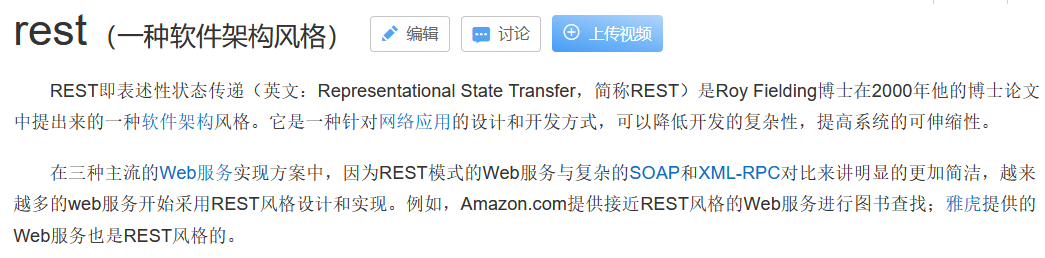 rest（一种软件架构风格） 编辑 讨论 上传视频
REST即表述性状态传递（英文：Representational State Transfer，简称REST）是Roy Fielding博士在2000年他的博士论文
中提出来的一种软件架构风格。它是一种针对网络应用的设计和开发方式，可以降低开发的复杂性，提高系统的可伸缩性。
在三种主流的Web服务实现方案中，因为REST模式的Web服务与复杂的SOAP和XML-RPC对比来讲明显的更加简洁，越来
越多的web服务开始采用REST风格设计和实现。例如，Amazon.com提供接近REST风格的Web服务进行图书查找；雅虎提供的
Web服务也是REST风格的。